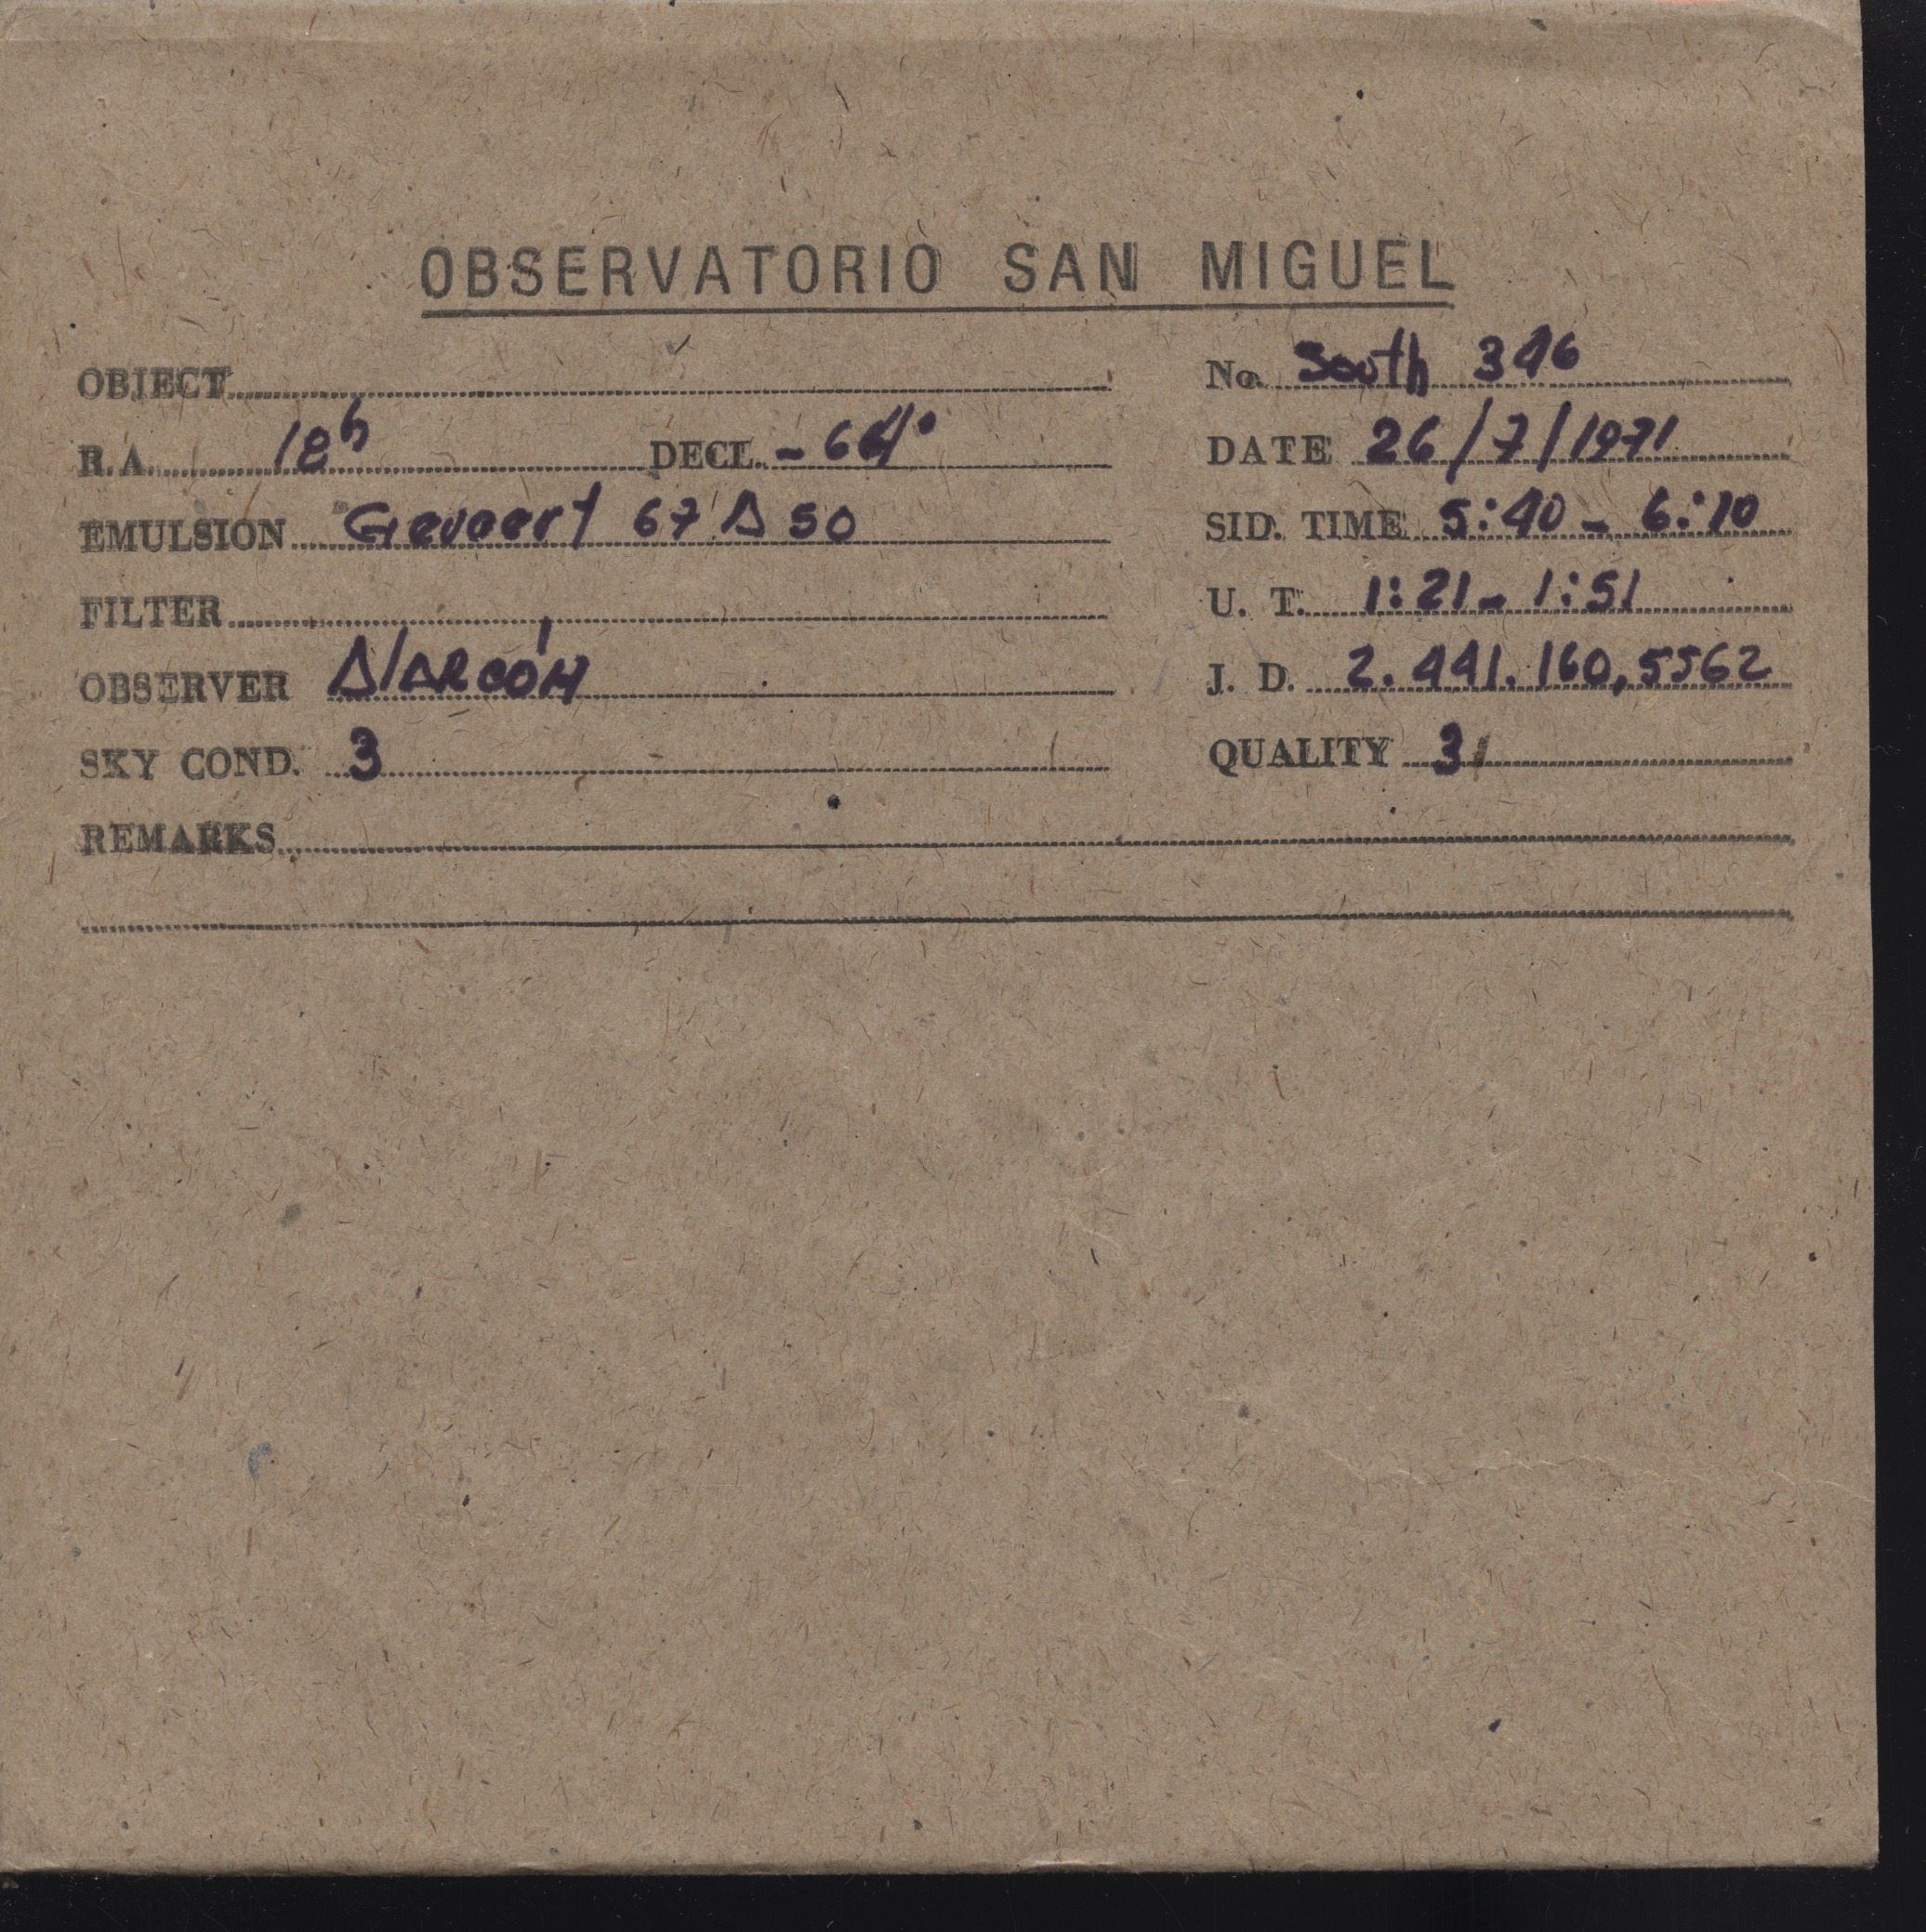 OBSERVATORIO SAN MIGUEL
OBJECT No. South 346
R.A. 18h DECL. -64° DATE 26/7/1971
EMULSION Gevaert 67 A 50 SID. TIME 5:40 - 6:10
FILTER U. T. 1:21 - 1:51
OBSERVER ALARCÓN J. D. 2.441.160,5562
SKY COND. 3 QUALITY 3
REMARKS